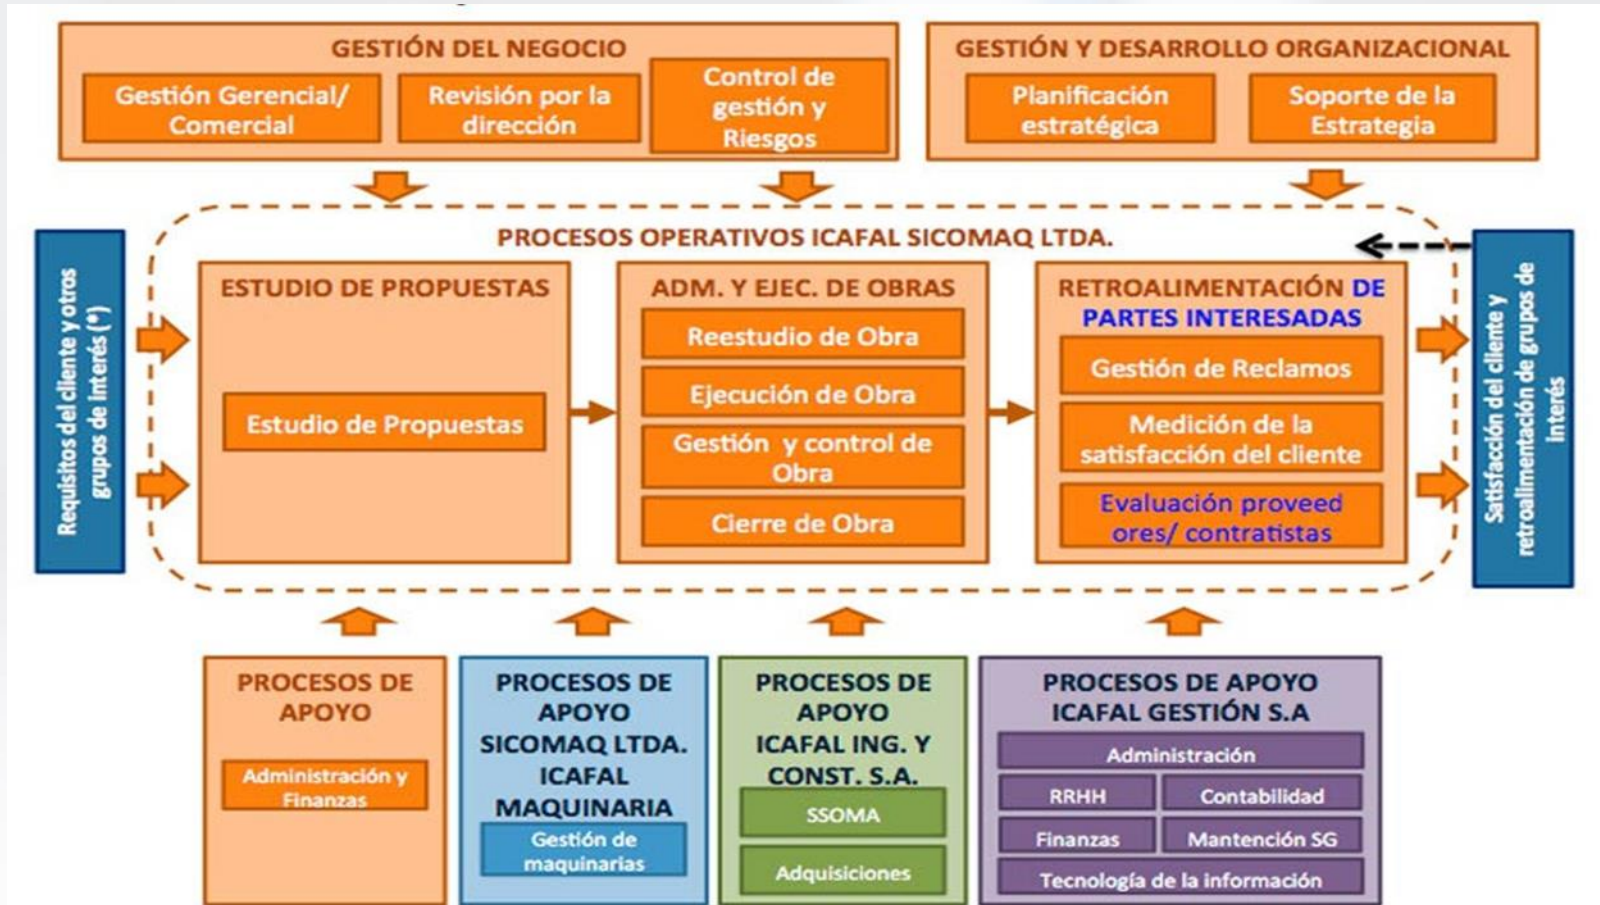 GESTIÓN DEL NEGOCIO
Gestión Gerencial/
Comercial
Revisión por la
dirección
Control de
gestión y
Riesgos
GESTIÓN Y DESARROLLO ORGANIZACIONAL
Planificación
estratégica
Soporte de la
Estrategia
PROCESOS OPERATIVOS ICAFAL SICOMAQ LTDA.
Requisitos del cliente y otros
grupos de interés (*)
ESTUDIO DE PROPUESTAS
Estudio de Propuestas
ADM. Y EJEC. DE OBRAS
Reestudio de Obra
Ejecución de Obra
Gestión y control de
Obra
Cierre de Obra
RETROALIMENTACIÓN DE
PARTES INTERESADAS
Gestión de Reclamos
Medición de la
satisfacción del cliente
Evaluación proveed
ores/ contratistas
Satisfacción del cliente y
retroalimentación de grupos de
interés
PROCESOS DE
APOYO
Administración y
Finanzas
PROCESOS DE
APOYO
SICOMAQ LTDA.
ICAFAL
MAQUINARIA
Gestión de
maquinarias
PROCESOS DE
APOYO
ICAFAL ING. Y
CONST. S.A.
SSOMA
Adquisiciones
PROCESOS DE APOYO
ICAFAL GESTIÓN S.A
Administración
RRHH
Contabilidad
Finanzas
Mantención SG
Tecnología de la información